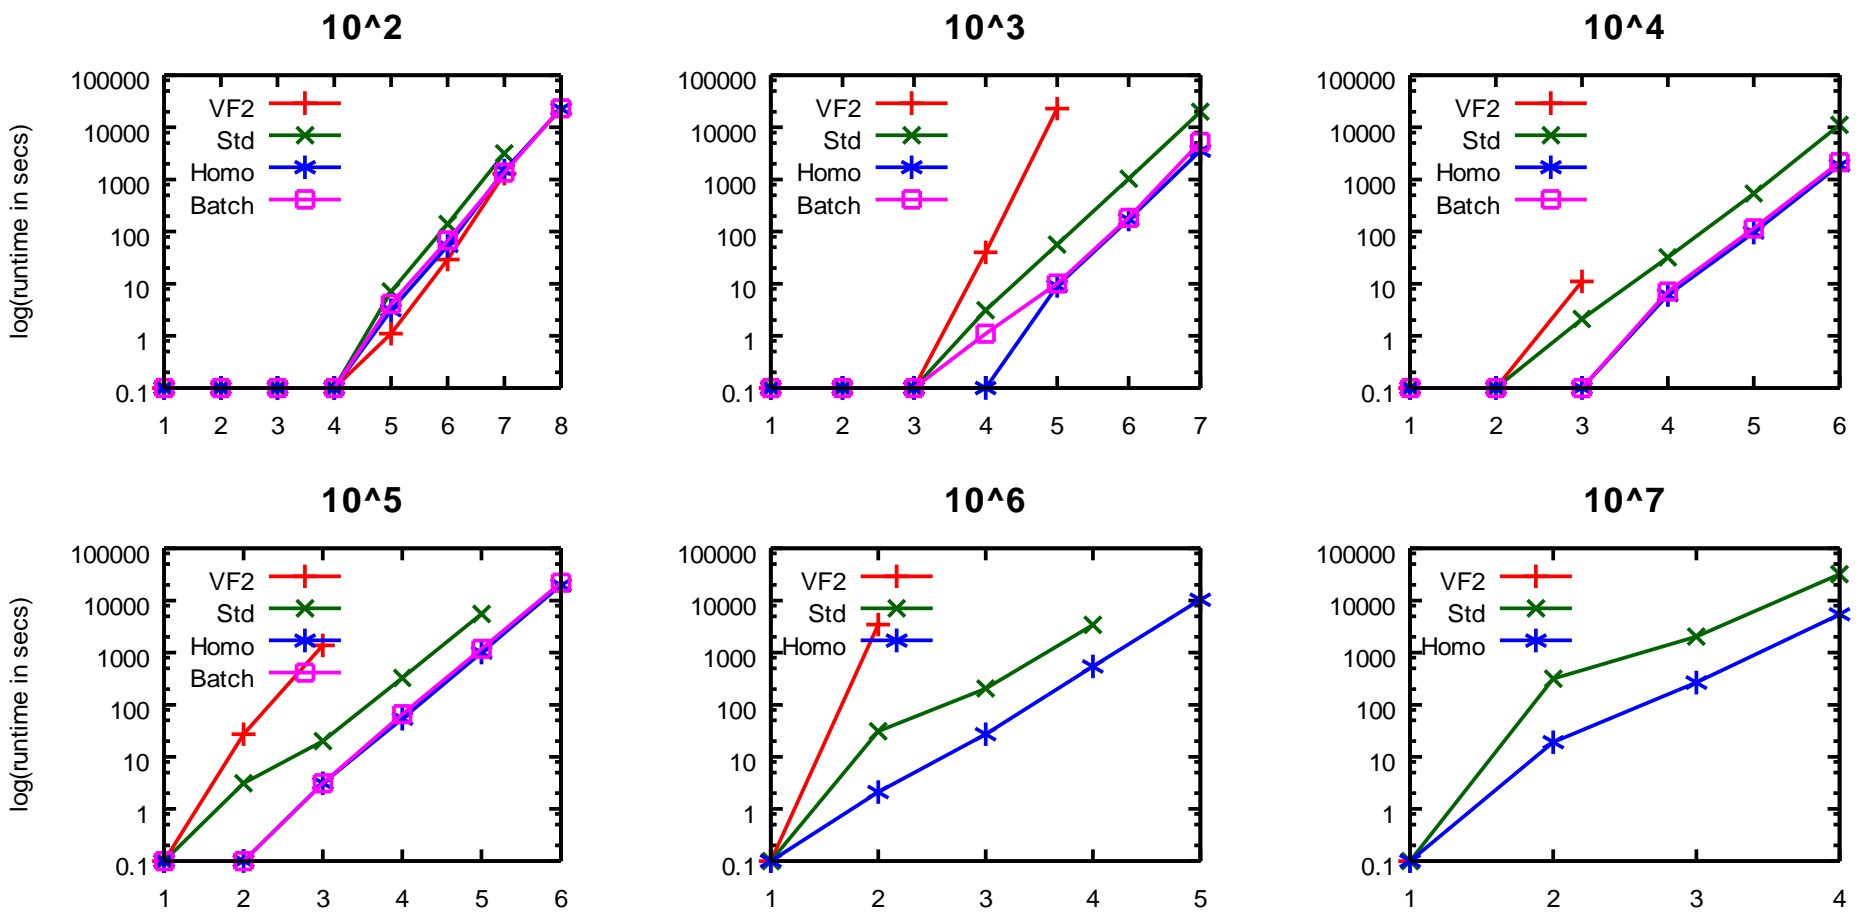 10^2
10^3
10^4
log(runtime in secs)
100000
10000
1000
100
10
1
0.1
VF2
Std
Homo
Batch
1 2 3 4 5 6 7 8
100000
10000
1000
100
10
1
0.1
VF2
Std
Homo
Batch
1 2 3 4 5 6 7
100000
10000
1000
100
10
1
0.1
VF2
Std
Homo
Batch
1 2 3 4 5 6
10^5
10^6
10^7
log(runtime in secs)
100000
10000
1000
100
10
1
0.1
VF2
Std
Homo
Batch
1 2 3 4 5 6
100000
10000
1000
100
10
1
0.1
VF2
Std
Homo
1 2 3 4 5
100000
10000
1000
100
10
1
0.1
VF2
Std
Homo
1 2 3 4